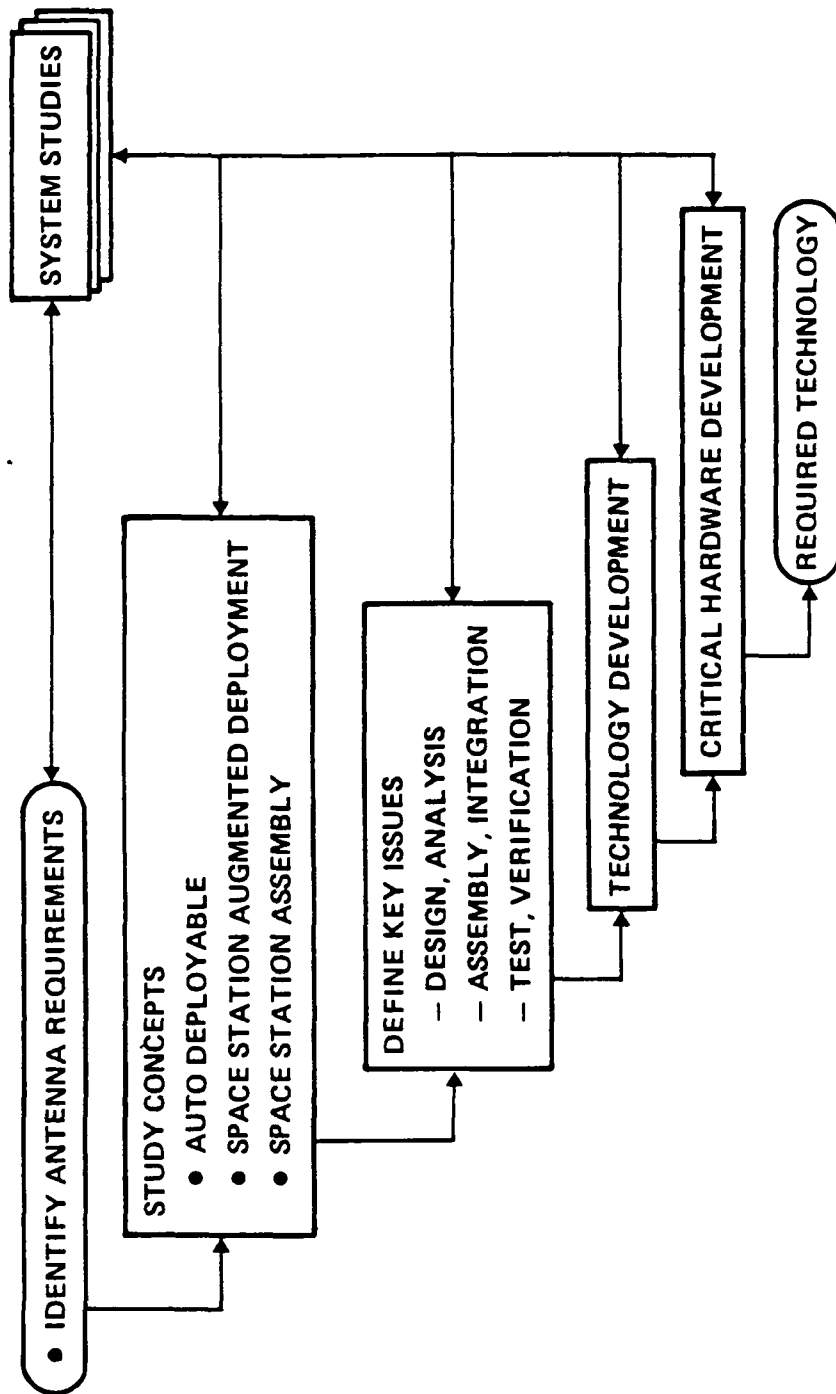 ● IDENTIFY ANTENNA REQUIREMENTS
SYSTEM STUDIES
STUDY CONCEPTS
● AUTO DEPLOYABLE
● SPACE STATION AUGMENTED DEPLOYMENT
● SPACE STATION ASSEMBLY
DEFINE KEY ISSUES
– DESIGN, ANALYSIS
– ASSEMBLY, INTEGRATION
– TEST, VERIFICATION
TECHNOLOGY DEVELOPMENT
CRITICAL HARDWARE DEVELOPMENT
REQUIRED TECHNOLOGY